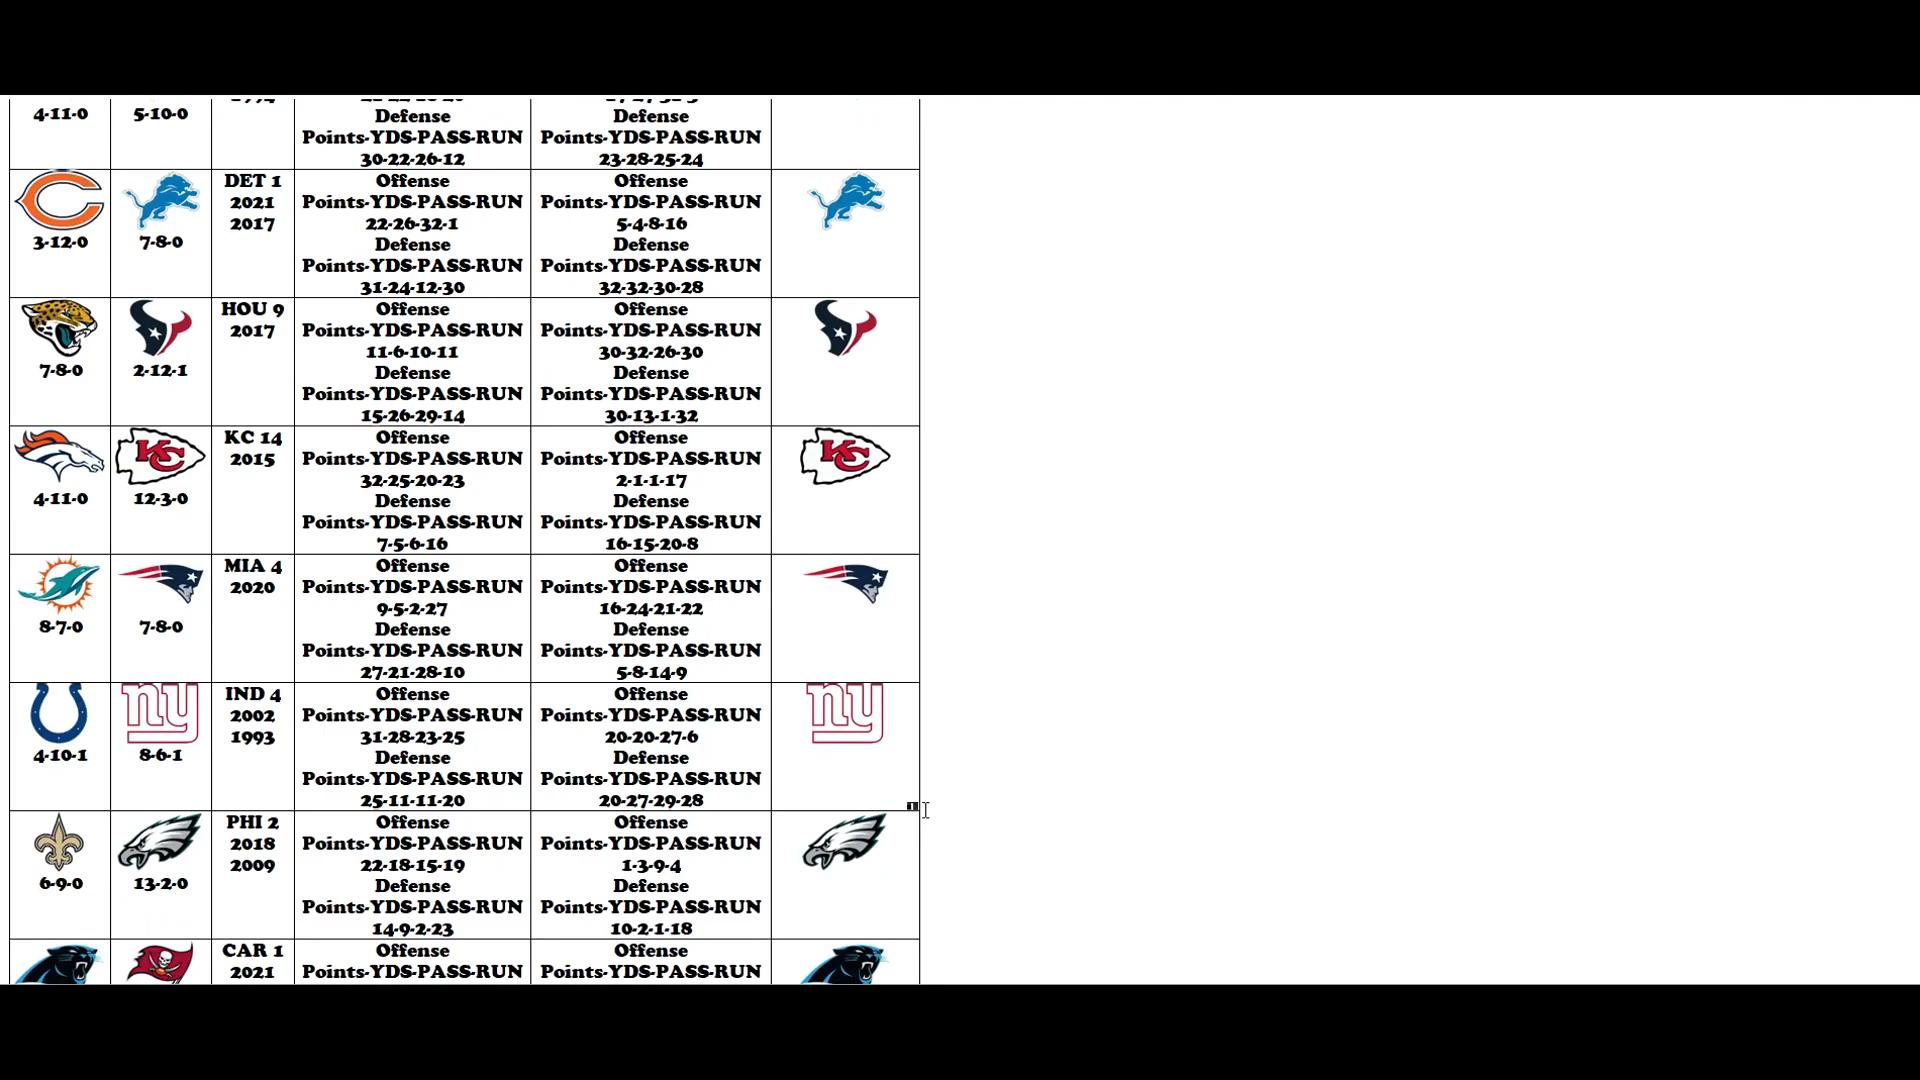 4-11-0 5-10-0
Defense Defense
Points-YDS-PASS-RUN Points-YDS-PASS-RUN
30-22-26-12 23-28-25-24
DET 1 Offense Offense
2021 Points-YDS-PASS-RUN Points-YDS-PASS-RUN
2017 22-26-32-1 5-4-8-16
3-12-0 7-8-0 Defense Defense
Points-YDS-PASS-RUN Points-YDS-PASS-RUN
31-24-12-30 32-32-30-28
HOU 9 Offense Offense
2017 Points-YDS-PASS-RUN Points-YDS-PASS-RUN
11-6-10-11 30-32-26-30
7-8-0 2-12-1 Defense Defense
Points-YDS-PASS-RUN Points-YDS-PASS-RUN
15-26-29-14 30-13-1-32
KC KC
KC 14 Offense Offense
2015 Points-YDS-PASS-RUN Points-YDS-PASS-RUN
32-25-20-23 2-1-1-17
4-11-0 12-3-0 Defense Defense
Points-YDS-PASS-RUN Points-YDS-PASS-RUN
7-5-6-16 16-15-20-8
MIA 4 Offense Offense
2020 Points-YDS-PASS-RUN Points-YDS-PASS-RUN
9-5-2-27 16-24-21-22
8-7-0 7-8-0 Defense Defense
Points-YDS-PASS-RUN Points-YDS-PASS-RUN
27-21-28-10 5-8-14-9
ny ny
IND 4 Offense Offense
2002 Points-YDS-PASS-RUN Points-YDS-PASS-RUN
1993 31-28-23-25 20-20-27-6
4-10-1 8-6-1 Defense Defense
Points-YDS-PASS-RUN Points-YDS-PASS-RUN
25-11-11-20 20-27-29-28
PHI 2 Offense Offense
2018 Points-YDS-PASS-RUN Points-YDS-PASS-RUN
2009 22-18-15-19 1-3-9-4
6-9-0 13-2-0 Defense Defense
Points-YDS-PASS-RUN Points-YDS-PASS-RUN
14-9-2-23 10-2-1-18
CAR 1 Offense Offense
2021 Points-YDS-PASS-RUN Points-YDS-PASS-RUN